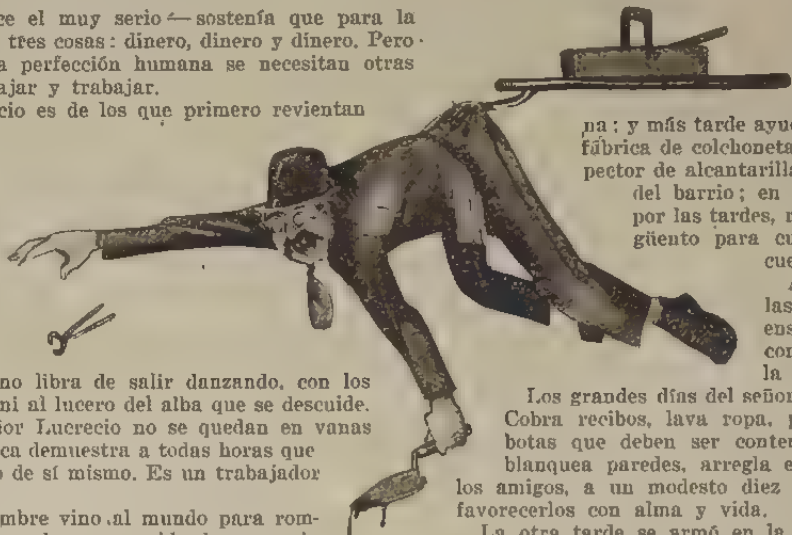 ce el muy serio — sostenía que para la
tres cosas: dinero, dinero y dinero. Pero
a perfección humana se necesitan otras
ajar y trabajar.
cio es de los que primero revientan
no libra de salir danzando, con los
ni al lucero del alba que se descuide.
ior Lucrecio no se quedan en vanas
ica demuestra a todas horas que
o de sí mismo. Es un trabajador
mbre vino al mundo para rom-
na; y más tarde ayud
fábrica de colchoneta
pector de alcantarilla
del barrio; en
por las tardes, r
güento para cu
cue
las
ens
con
la
Los grandes días del señor
Cobra recibos, lava ropa, p
botas que deben ser conten
blanquea paredes, arregla e
los amigos, a un modesto diez
favorecerlos con alma y vida.
La otra tarde se armó en la